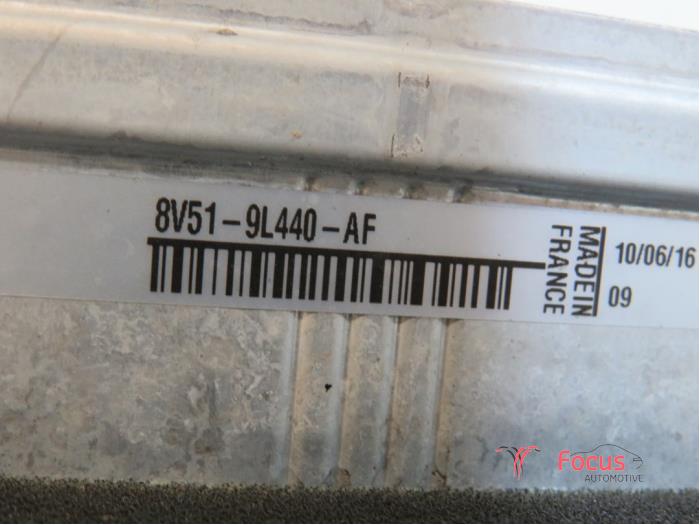 8V51-9L440-AF
MADE IN
FRANCE
10/06/16
09
Focus
AUTOMOTIVE